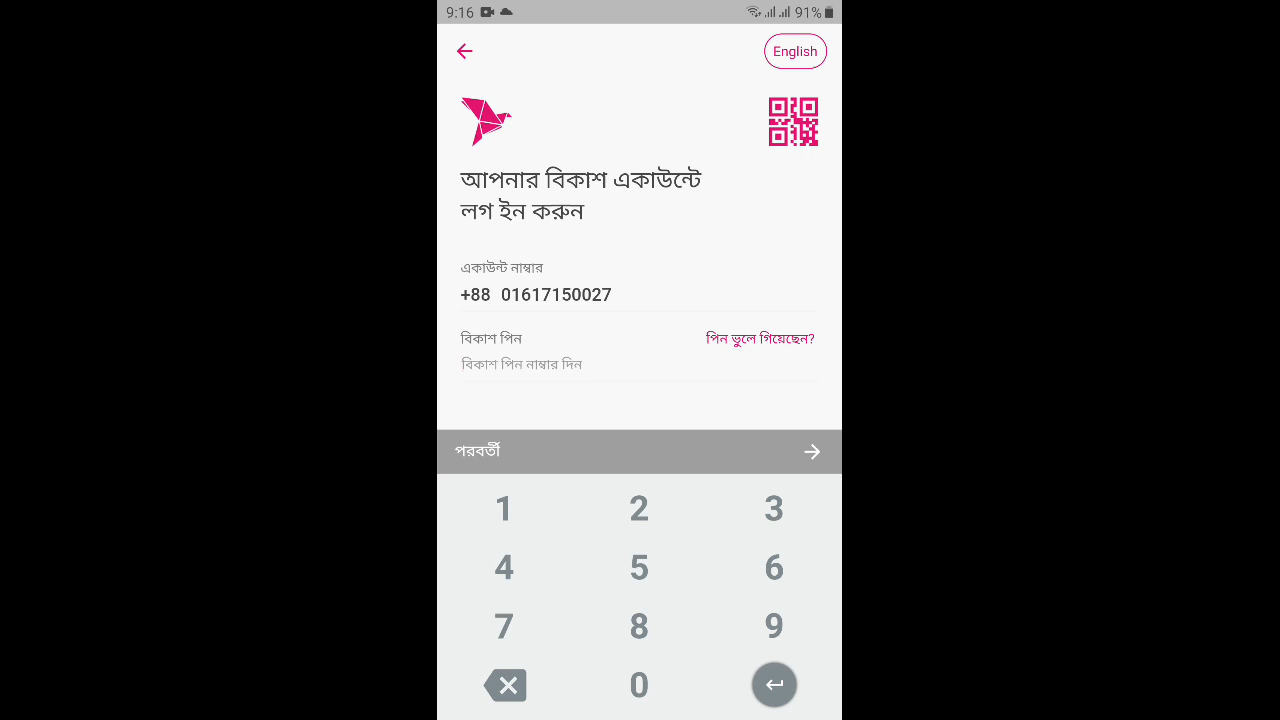 9:16 91%
English
আপনার বিকাশ একাউন্টে
লগ ইন করুন
একাউন্ট নাম্বার
+88 01617150027
বিকাশ পিন পিন ভুলে গিয়েছেন?
বিকাশ পিন নাম্বার দিন
পরবর্তী
1 2 3
4 5 6
7 8 9
0